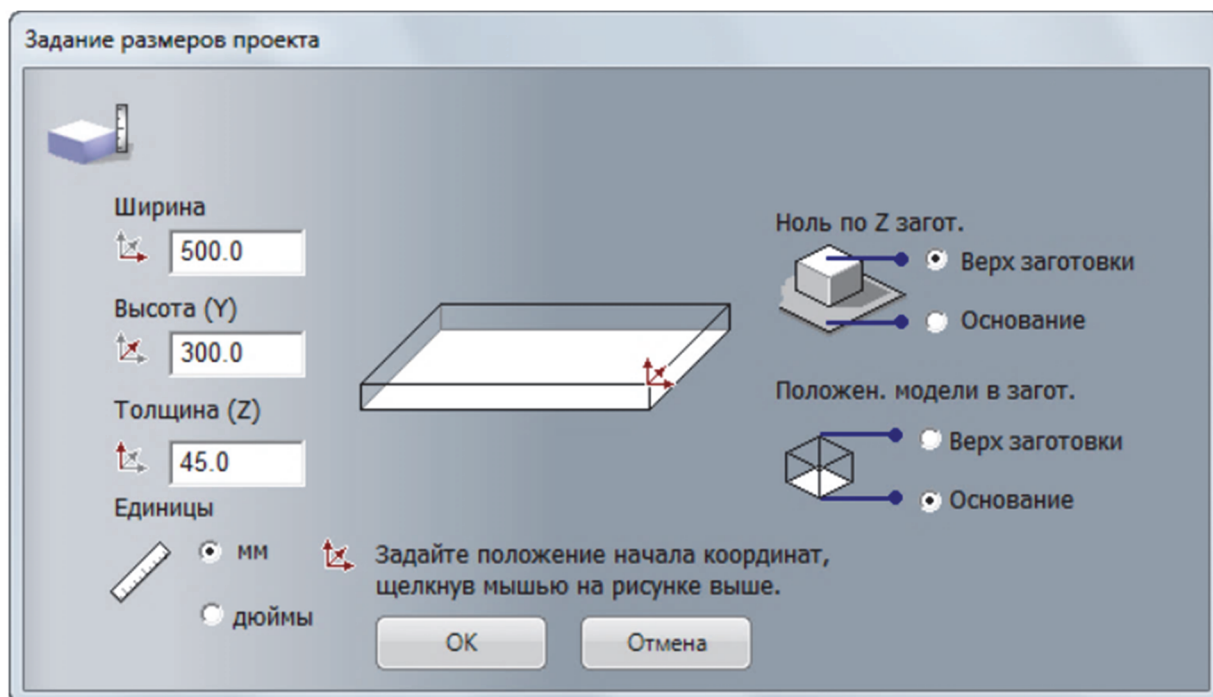 Задание размеров проекта
Ширина
500.0
Высота (Y)
300.0
Толщина (Z)
45.0
Единицы
мм
дюймы
Ноль по Z загот.
Верх заготовки
Основание
Положен. модели в загот.
Верх заготовки
Основание
Задайте положение начала координат,
щелкнув мышью на рисунке выше.
OK
Отмена